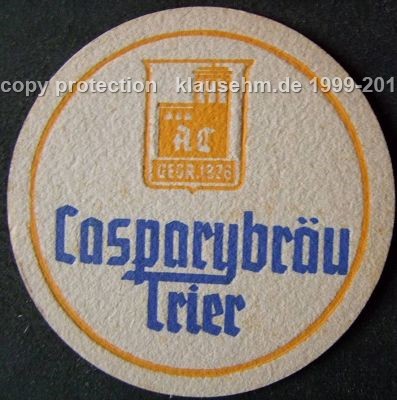 copy protection klausehm.de 1999-201
AC
GEGR. 1826
Casparybräu
Trier